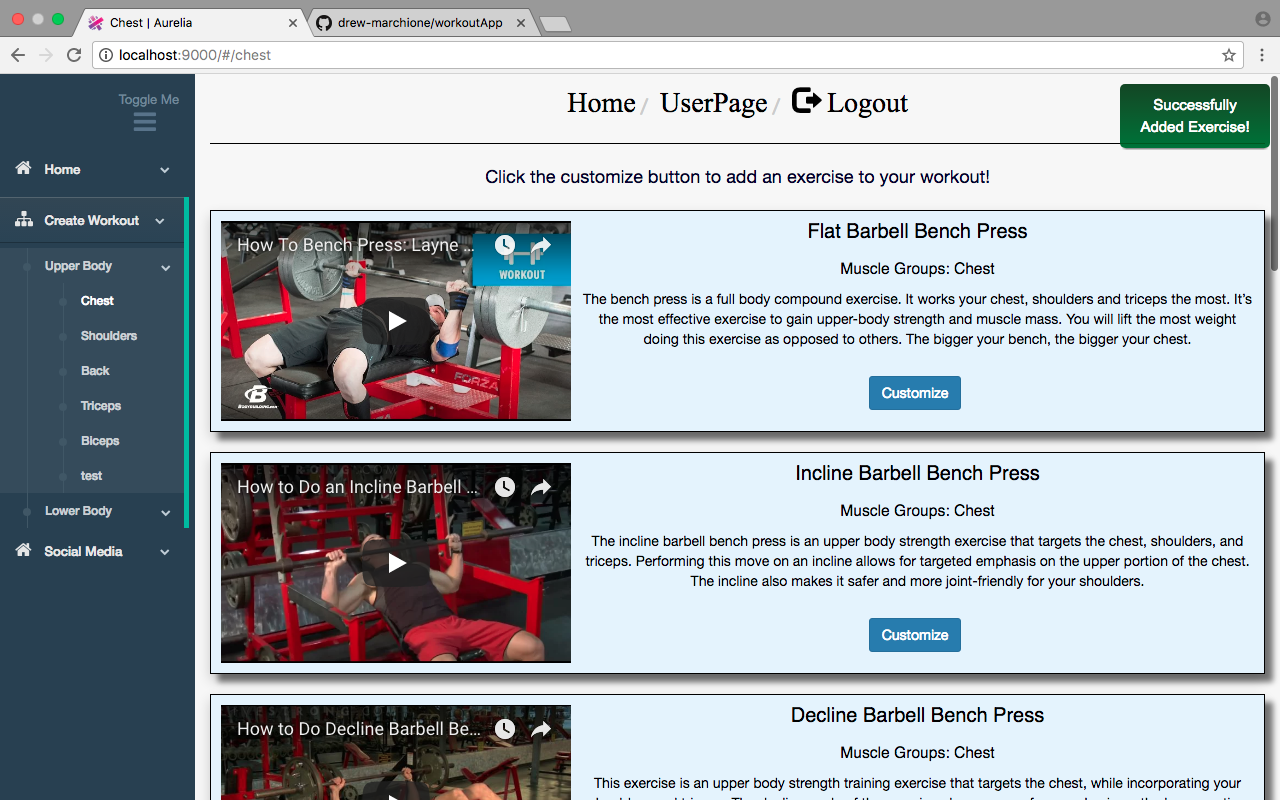 Chest | Aurelia
drew-marchione/workoutApp
localhost:9000/#/chest
Toggle Me
Home
Create Workout
Upper Body
Chest
Shoulders
Back
Triceps
Biceps
test
Lower Body
Social Media
Home / UserPage / Logout
Successfully
Added Exercise!
Click the customize button to add an exercise to your workout!
How To Bench Press: Layne ...
WORKOUT
FORZA
BODYBUILDING.com
Flat Barbell Bench Press
Muscle Groups: Chest
The bench press is a full body compound exercise. It works your chest, shoulders and triceps the most. It's
the most effective exercise to gain upper-body strength and muscle mass. You will lift the most weight
doing this exercise as opposed to others. The bigger your bench, the bigger your chest.
Customize
How to Do an Incline Barbell ...
Incline Barbell Bench Press
Muscle Groups: Chest
The incline barbell bench press is an upper body strength exercise that targets the chest, shoulders, and
triceps. Performing this move on an incline allows for targeted emphasis on the upper portion of the chest.
The incline also makes it safer and more joint-friendly for your shoulders.
Customize
How to Do Decline Barbell Be...
Decline Barbell Bench Press
Muscle Groups: Chest
This exercise is an upper body strength training exercise that targets the chest, while incorporating your